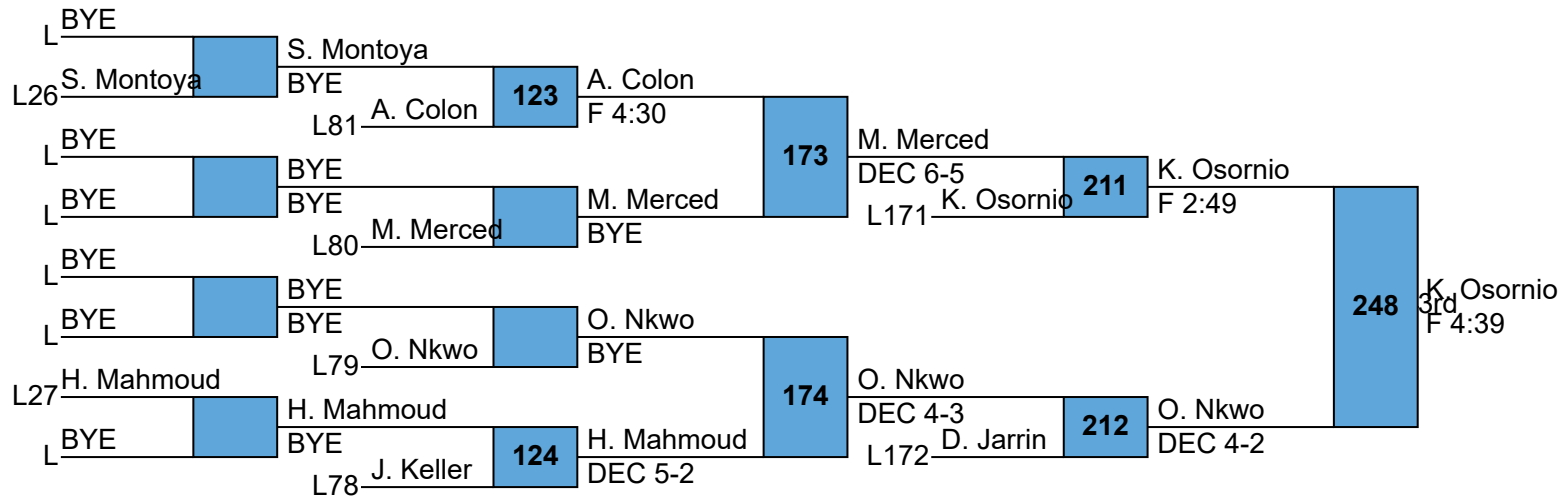 BYE
L
S. Montoya
L26
S. Montoya
BYE
A. Colon
L81
123
A. Colon
F 4:30
BYE
L
BYE
L
BYE
BYE
M. Merced
L80
M. Merced
BYE
173
M. Merced
DEC 6-5
K. Osornio
L171
211
K. Osornio
F 2:49
BYE
L
BYE
L
BYE
BYE
O. Nkwo
L79
O. Nkwo
BYE
H. Mahmoud
L27
BYE
L
H. Mahmoud
BYE
J. Keller
L78
124
H. Mahmoud
DEC 5-2
174
O. Nkwo
DEC 4-3
D. Jarrin
L172
212
O. Nkwo
DEC 4-2
248
K. Osornio
3rd
F 4:39